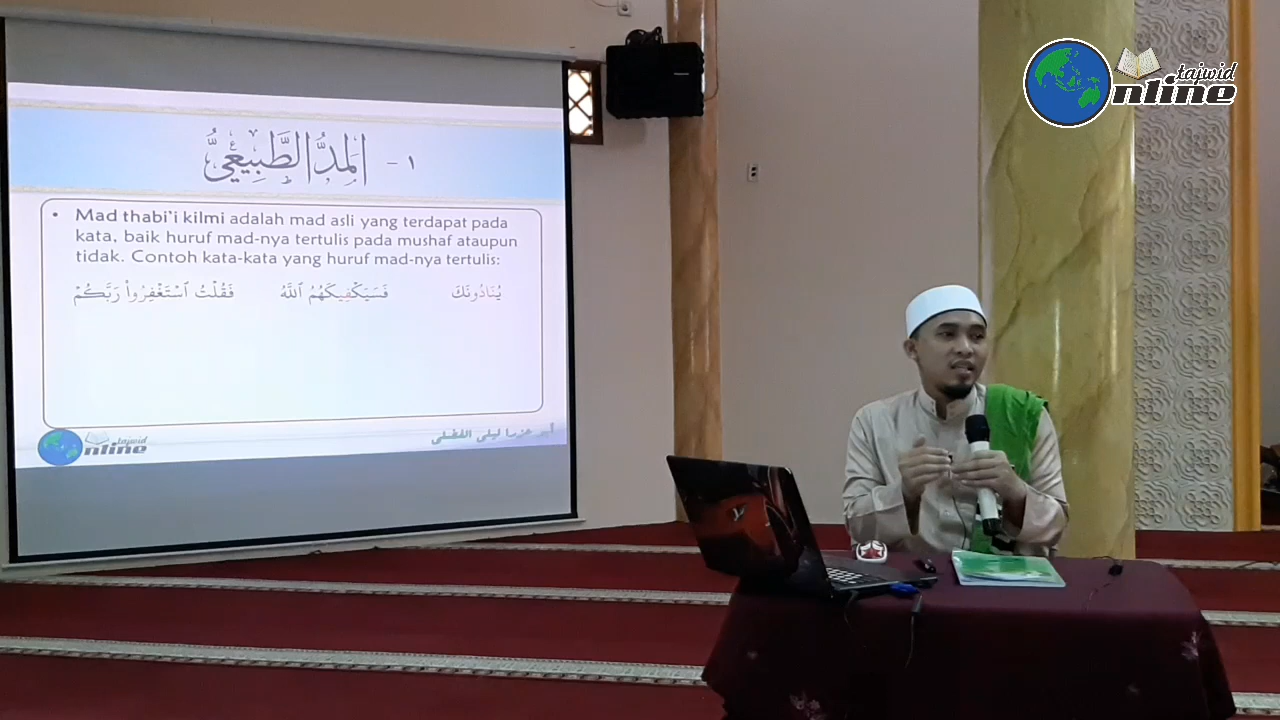 ١ - اَلْمَدُّ الطَّبِيعِيُّ
• Mad thabi'i kilmi adalah mad asli yang terdapat pada
kata, baik huruf mad-nya tertulis pada mushaf ataupun
tidak. Contoh kata-kata yang huruf mad-nya tertulis:
يُنَادُونَكَ فَسَيَكْفِيكَهُمُ ٱللَّهُ فَقُلْتُ ٱسْتَغْفِرُوا۟ رَبَّكُمْ
tajwid
Online
tajwid
Online